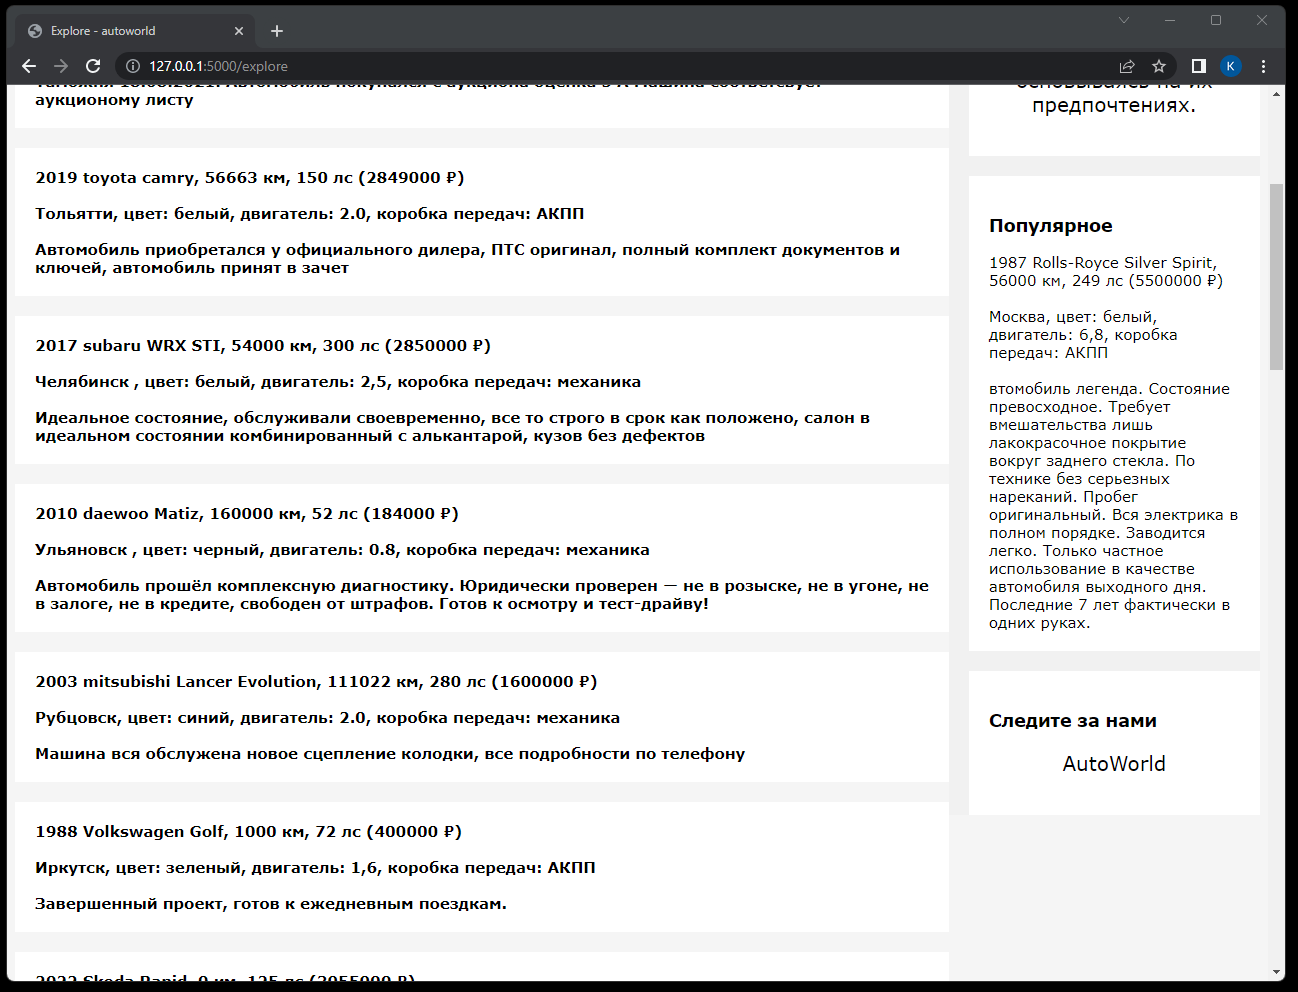 Explore - autoworld
127.0.0.1:5000/explore
K
аукционому листу
2019 toyota camry, 56663 км, 150 лс (2849000 ₽)
Тольятти, цвет: белый, двигатель: 2.0, коробка передач: АКПП
Автомобиль приобретался у официального дилера, ПТС оригинал, полный комплект документов и
ключей, автомобиль принят в зачет
2017 subaru WRX STI, 54000 км, 300 лс (2850000 ₽)
Челябинск , цвет: белый, двигатель: 2,5, коробка передач: механика
Идеальное состояние, обслуживали своевременно, все то строго в срок как положено, салон в
идеальном состоянии комбинированный с алькантарой, кузов без дефектов
2010 daewoo Matiz, 160000 км, 52 лс (184000 ₽)
Ульяновск , цвет: черный, двигатель: 0.8, коробка передач: механика
Автомобиль прошёл комплексную диагностику. Юридически проверен — не в розыске, не в угоне, не
в залоге, не в кредите, свободен от штрафов. Готов к осмотру и тест-драйву!
2003 mitsubishi Lancer Evolution, 111022 км, 280 лс (1600000 ₽)
Рубцовск, цвет: синий, двигатель: 2.0, коробка передач: механика
Машина вся обслужена новое сцепление колодки, все подробности по телефону
1988 Volkswagen Golf, 1000 км, 72 лс (400000 ₽)
Иркутск, цвет: зеленый, двигатель: 1,6, коробка передач: АКПП
Завершенный проект, готов к ежедневным поездкам.
2022 Skoda Rapid, 0 км, 125 лс (2055000 ₽)
основываясь на их
предпочтениях.
Популярное
1987 Rolls-Royce Silver Spirit,
56000 км, 249 лс (5500000 ₽)
Москва, цвет: белый,
двигатель: 6,8, коробка
передач: АКПП
втомобиль легенда. Состояние
превосходное. Требует
вмешательства лишь
лакокрасочное покрытие
вокруг заднего стекла. По
технике без серьезных
нареканий. Пробег
оригинальный. Вся электрика в
полном порядке. Заводится
легко. Только частное
использование в качестве
автомобиля выходного дня.
Последние 7 лет фактически в
одних руках.
Следите за нами
AutoWorld